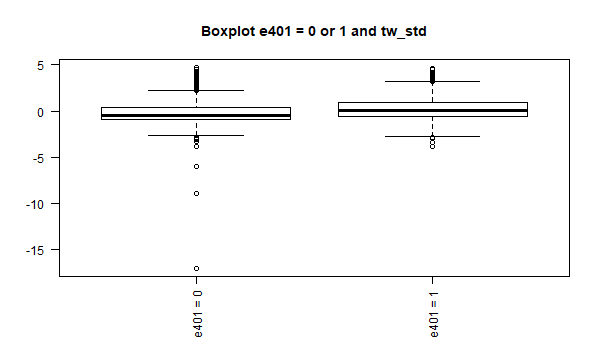 Boxplot e401 = 0 or 1 and tw_std
5
0
-5
-10
-15
e401 = 0
e401 = 1